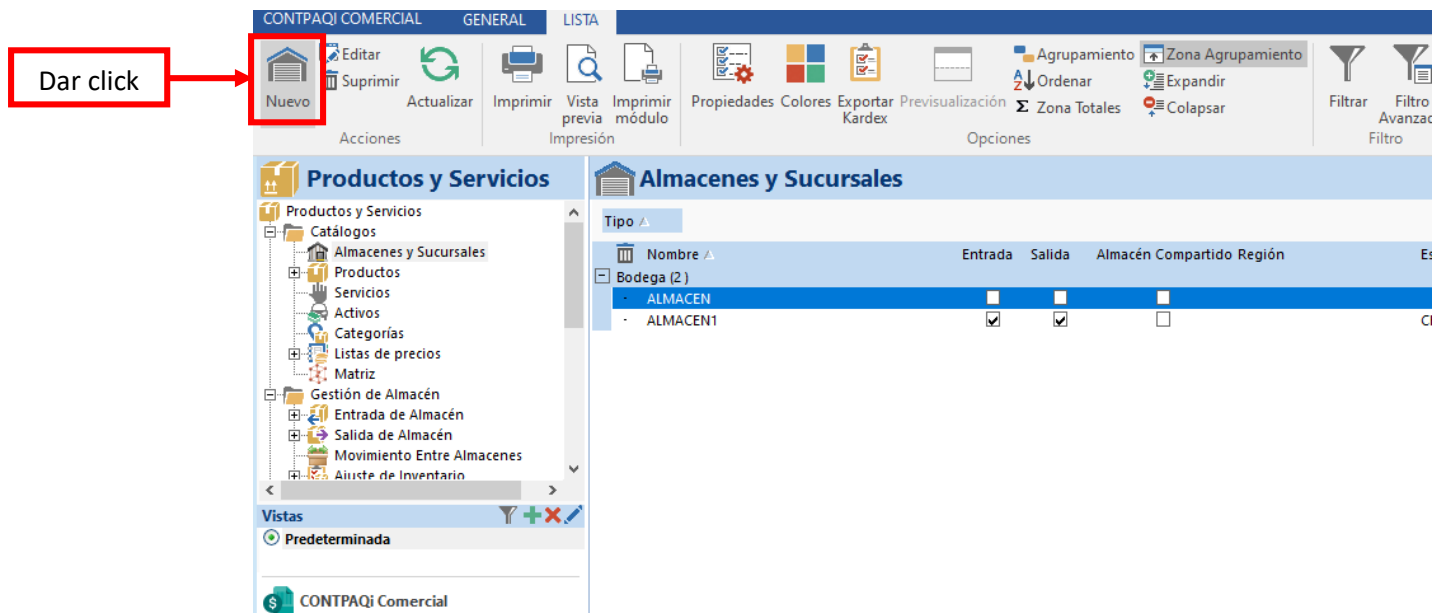 CONTPAQI COMERCIAL GENERAL LISTA
Dar click
Nuevo
Editar
Suprimir
Actualizar
Acciones
Imprimir
Vista previa
Imprimir módulo
Impresión
Propiedades
Colores
Exportar Kardex
Previsualización
Agrupamiento
Ordenar
Σ Zona Totales
Zona Agrupamiento
Expandir
Colapsar
Opciones
Filtrar
Filtro
Filtro
Productos y Servicios
Productos y Servicios
Catálogos
Almacenes y Sucursales
Productos
Servicios
Activos
Categorías
Listas de precios
Matriz
Gestión de Almacén
Entrada de Almacén
Salida de Almacén
Movimiento Entre Almacenes
Ajuste de Inventario
Vistas
Predeterminada
CONTPAQi Comercial
Almacenes y Sucursales
Tipo
Nombre Entrada Salida Almacén Compartido Región
Bodega (2 )
ALMACEN
ALMACEN1